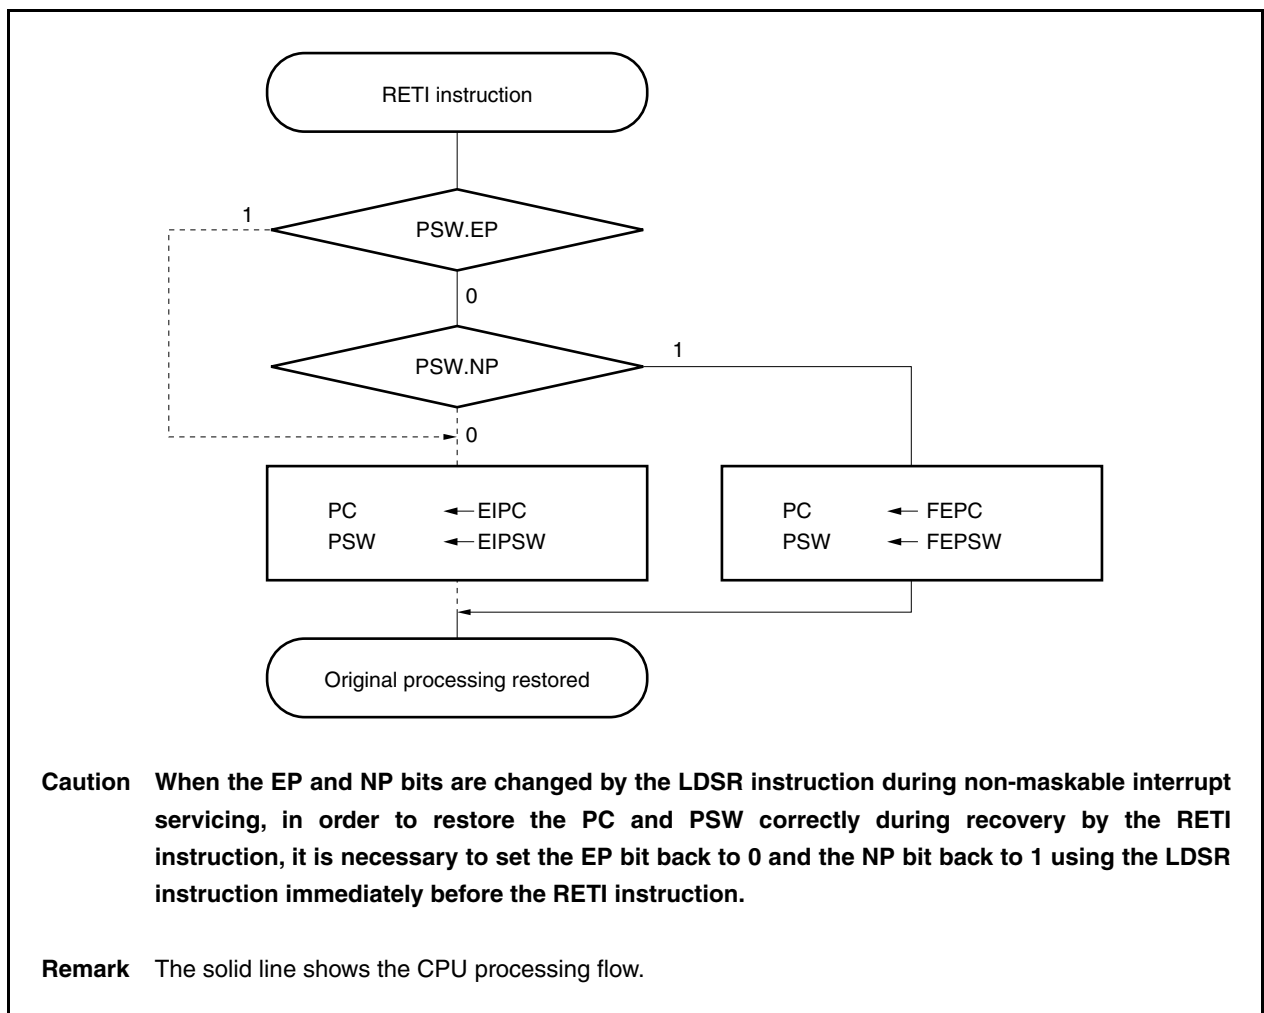 RETI instruction
1
PSW.EP
0
1
PSW.NP
0
PC ← EIPC
PSW ← EIPSW
PC ← FEPC
PSW ← FEPSW
Original processing restored
Caution When the EP and NP bits are changed by the LDSR instruction during non-maskable interrupt
servicing, in order to restore the PC and PSW correctly during recovery by the RETI
instruction, it is necessary to set the EP bit back to 0 and the NP bit back to 1 using the LDSR
instruction immediately before the RETI instruction.
Remark The solid line shows the CPU processing flow.